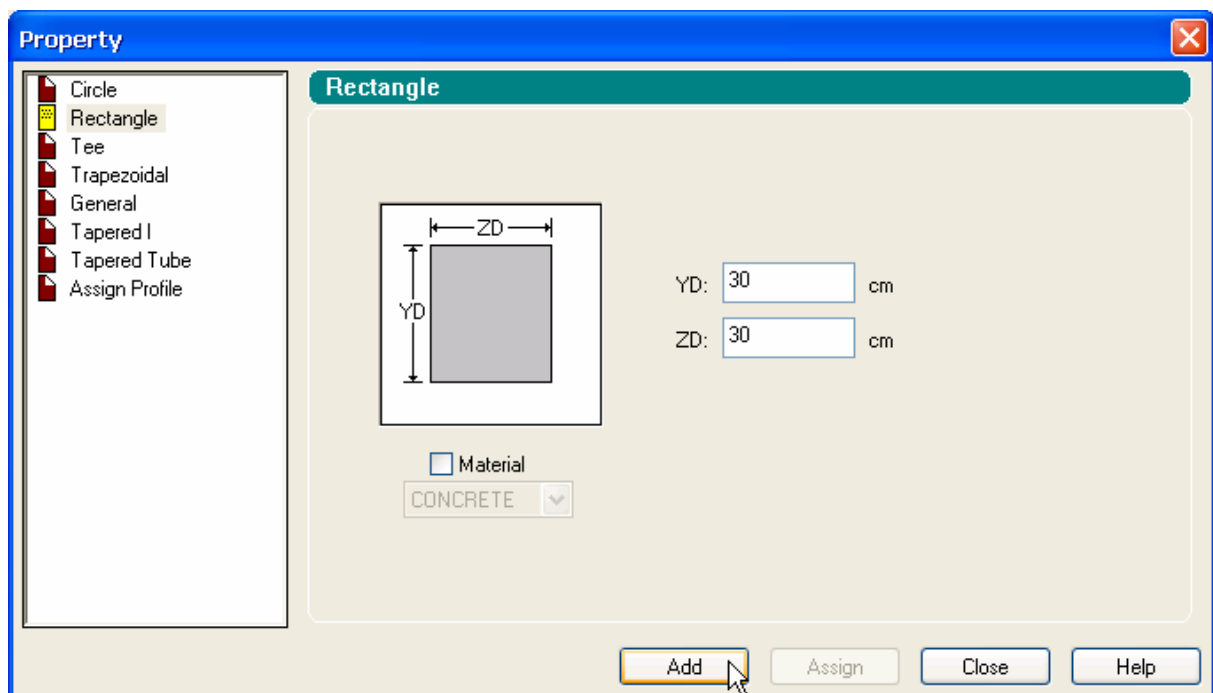 Property
Circle
Rectangle
Tee
Trapezoidal
General
Tapered I
Tapered Tube
Assign Profile
Rectangle
ZD
YD
YD: 30 cm
ZD: 30 cm
Material
CONCRETE
Add
Assign
Close
Help